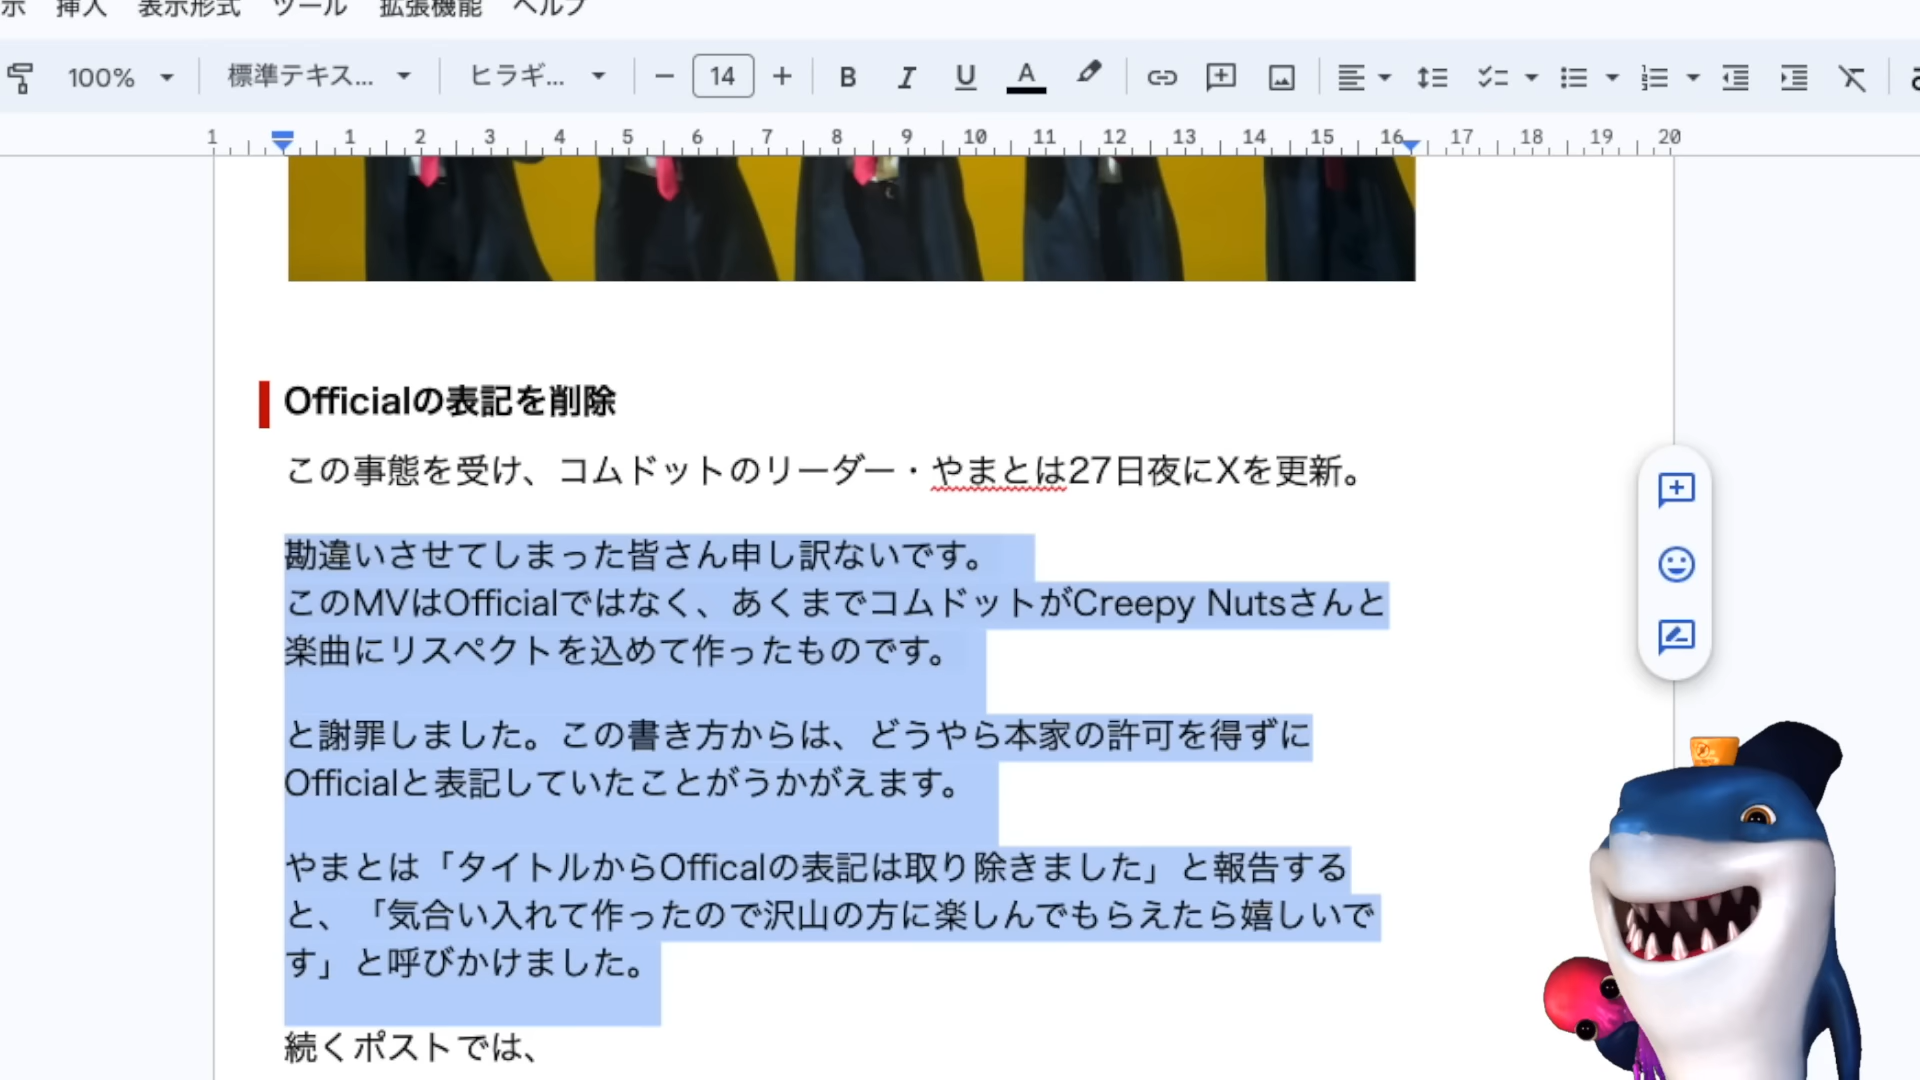 示 挿入 表示形式 ツール 拡張機能 ヘルプ
100% 標準テキス... ヒラギ... 14 B I U A
1 1 2 3 4 5 6 7 8 9 10 11 12 13 14 15 16 17 18 19 20
Officialの表記を削除
この事態を受け、コムドットのリーダー・やまとは27日夜にXを更新。
勘違いさせてしまった皆さん申し訳ないです。
このMVはOfficialではなく、あくまでコムドットがCreepy Nutsさんと
楽曲にリスペクトを込めて作ったものです。
と謝罪しました。この書き方からは、どうやら本家の許可を得ずに
Officialと表記していたことがうかがえます。
やまとは「タイトルからOfficalの表記は取り除きました」と報告する
と、「気合い入れて作ったので沢山の方に楽しんでもらえたら嬉しいで
す」と呼びかけました。
続くポストでは、